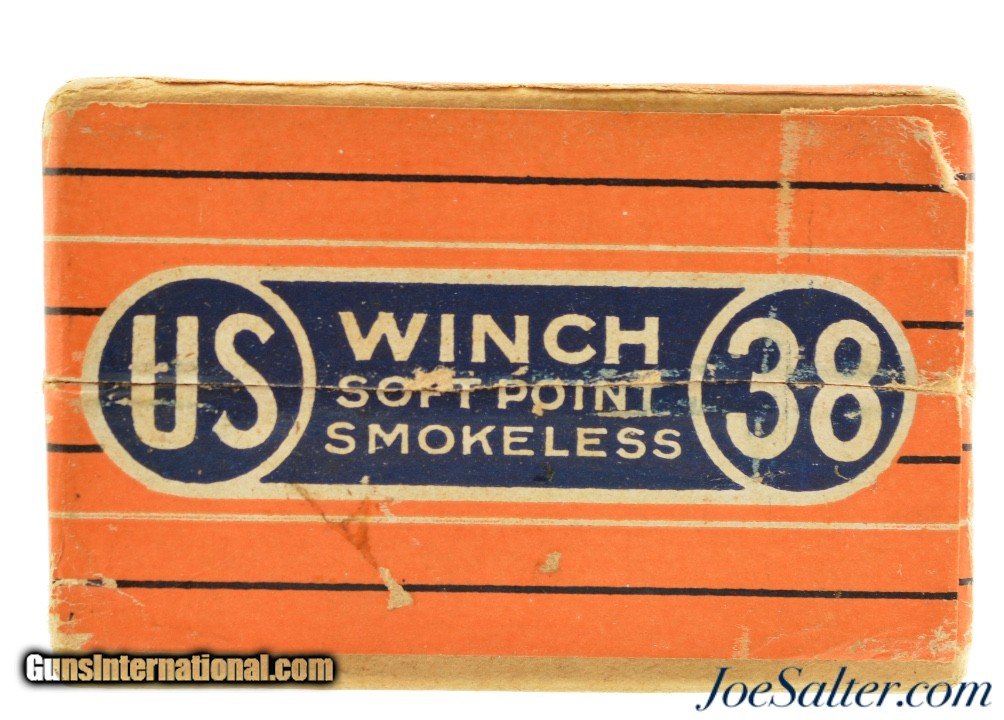 US
WINCH
SOFT POINT
SMOKELESS
38
GunsInternational.com
JoeSalter.com